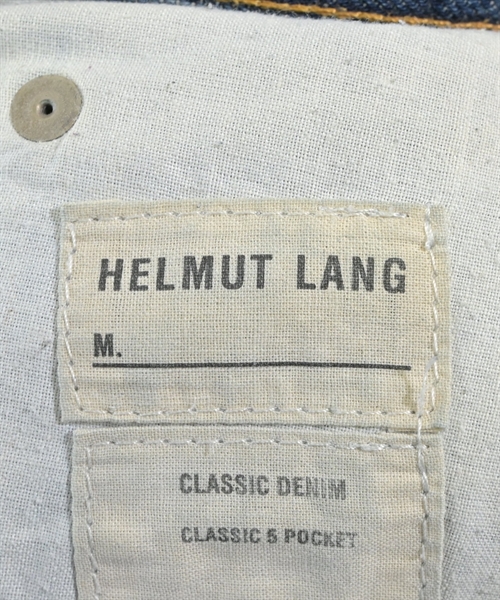 HELMUT LANG
M.
CLASSIC DENIM
CLASSIC 5 POCKET